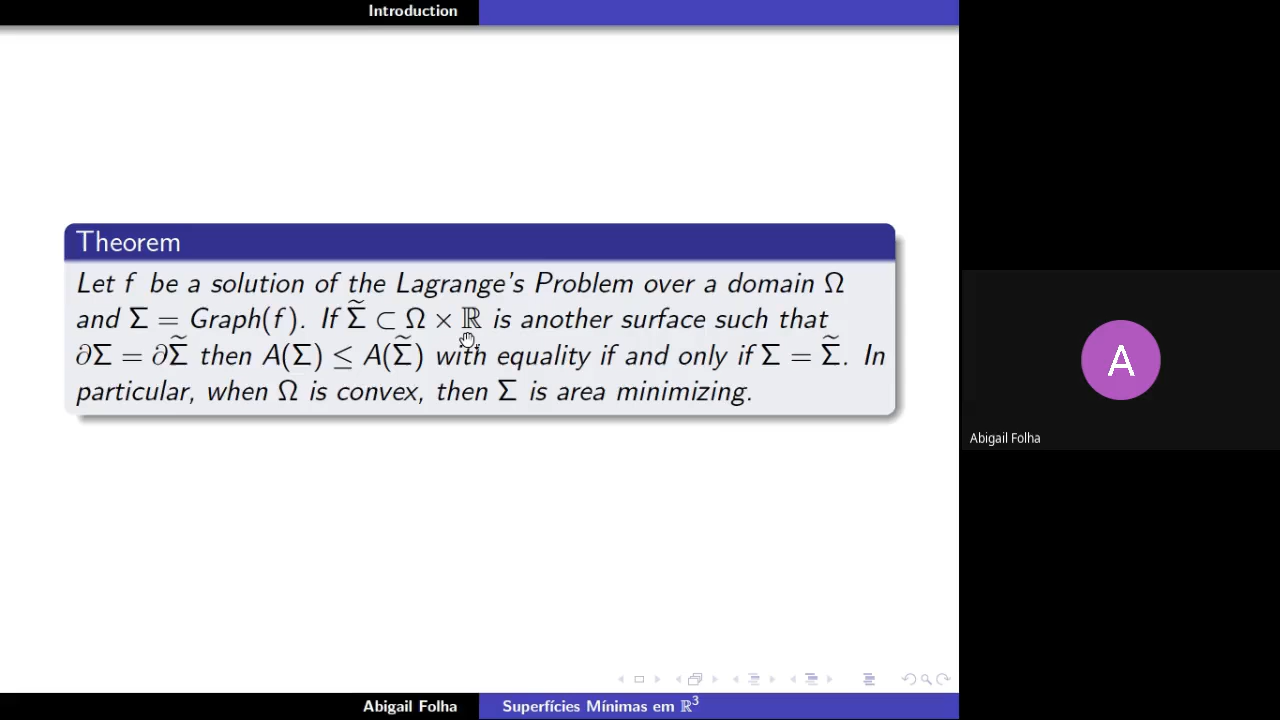 Introduction
Theorem
Let f be a solution of the Lagrange's Problem over a domain Ω
and Σ = Graph(f). If Σ̃ ⊂ Ω × ℝ is another surface such that
∂Σ = ∂Σ̃ then A(Σ) ≤ A(Σ̃) with equality if and only if Σ = Σ̃. In
particular, when Ω is convex, then Σ is area minimizing.
A
Abigail Folha
Abigail Folha
Superfícies Mínimas em ℝ³